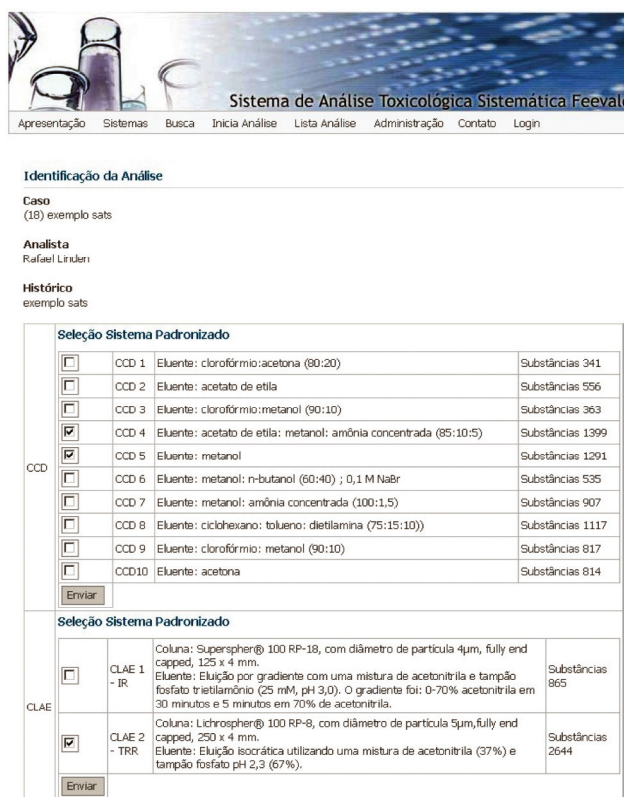 Sistema de Análise Toxicológica Sistemática Feevale
Apresentação Sistemas Busca Inicia Análise Lista Análise Administração Contato Login
Identificação da Análise
Caso
(18) exemplo sats
Analista
Rafael Linden
Histórico
exemplo sats
CCD
Seleção Sistema Padronizado
CCD 1 Eluente: clorofórmio:acetona (80:20) Substâncias 341
CCD 2 Eluente: acetato de etila Substâncias 556
CCD 3 Eluente: clorofórmio:metanol (90:10) Substâncias 363
CCD 4 Eluente: acetato de etila: metanol: amônia concentrada (85:10:5) Substâncias 1399
CCD 5 Eluente: metanol Substâncias 1291
CCD 6 Eluente: metanol: n-butanol (60:40) ; 0,1 M NaBr Substâncias 535
CCD 7 Eluente: metanol: amônia concentrada (100:1,5) Substâncias 907
CCD 8 Eluente: ciclohexano: tolueno: dietilamina (75:15:10)) Substâncias 1117
CCD 9 Eluente: clorofórmio: metanol (90:10) Substâncias 817
CCD10 Eluente: acetona Substâncias 814
Enviar
CLAE
Seleção Sistema Padronizado
CLAE 1
- IR
Coluna: Superspher® 100 RP-18, com diâmetro de partícula 4µm, fully end
capped, 125 x 4 mm.
Eluente: Eluição por gradiente com uma mistura de acetonitrila e tampão
fosfato trietilamônio (25 mM, pH 3,0). O gradiente foi: 0-70% acetonitrila em
30 minutos e 5 minutos em 70% de acetonitrila.
Substâncias
865
CLAE 2
- TRR
Coluna: Lichrospher® 100 RP-8, com diâmetro de partícula 5µm,fully end
capped, 250 x 4 mm.
Eluente: Eluição isocrática utilizando uma mistura de acetonitrila (37%) e
tampão fosfato pH 2,3 (67%).
Substâncias
2644
Enviar